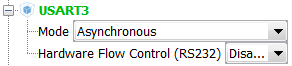 USART3
Mode Asynchronous
Hardware Flow Control (RS232) Disa...